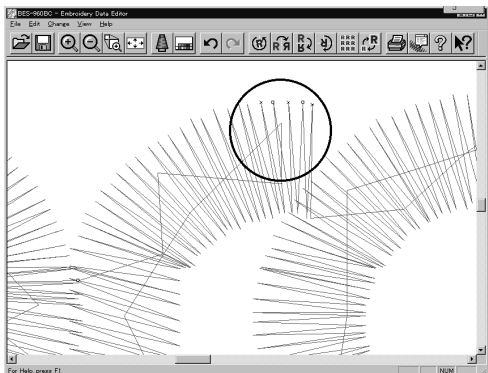 BES-960BC - Embroidery Data Editor
File Edit Change View Help
For Help, press F1
NUM